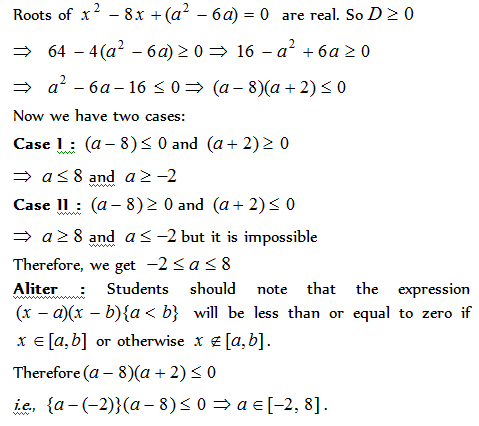 Roots of x² − 8x + (a² − 6a) = 0 are real. So D ≥ 0
⇒ 64 − 4(a² − 6a) ≥ 0 ⇒ 16 − a² + 6a ≥ 0
⇒ a² − 6a − 16 ≤ 0 ⇒ (a − 8)(a + 2) ≤ 0
Now we have two cases:
Case I : (a − 8) ≤ 0 and (a + 2) ≥ 0
⇒ a ≤ 8 and a ≥ −2
Case II : (a − 8) ≥ 0 and (a + 2) ≤ 0
⇒ a ≥ 8 and a ≤ −2 but it is impossible
Therefore, we get −2 ≤ a ≤ 8
Aliter : Students should note that the expression
(x − a)(x − b){a < b} will be less than or equal to zero if
x ∈ [a, b] or otherwise x ∉ [a, b].
Therefore (a − 8)(a + 2) ≤ 0
i.e., {a − (−2)}(a − 8) ≤ 0 ⇒ a ∈ [−2, 8].